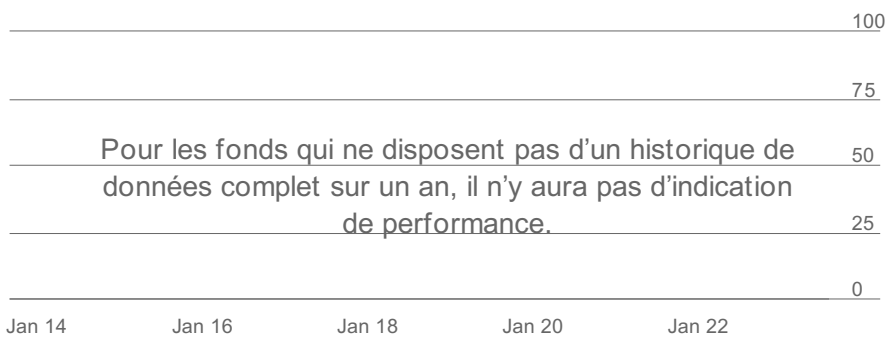 100
75
Pour les fonds qui ne disposent pas d’un historique de
50
données complet sur un an, il n’y aura pas d’indication
de performance.
25
0
Jan 14 Jan 16 Jan 18 Jan 20 Jan 22